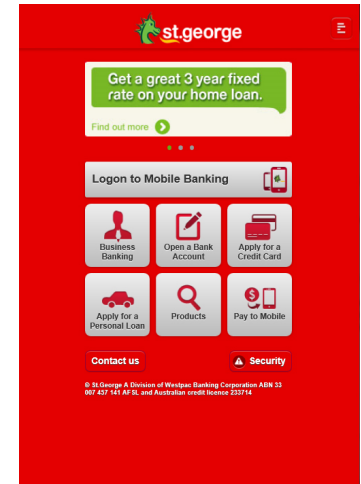 st.george
Get a great 3 year fixed
rate on your home loan.
Find out more
Logon to Mobile Banking
Business
Banking
Open a Bank
Account
Apply for a
Credit Card
Apply for a
Personal Loan
Products
Pay to Mobile
Contact us
Security
© St.George A Division of Westpac Banking Corporation ABN 33
007 457 141 AFSL and Australian credit licence 233714